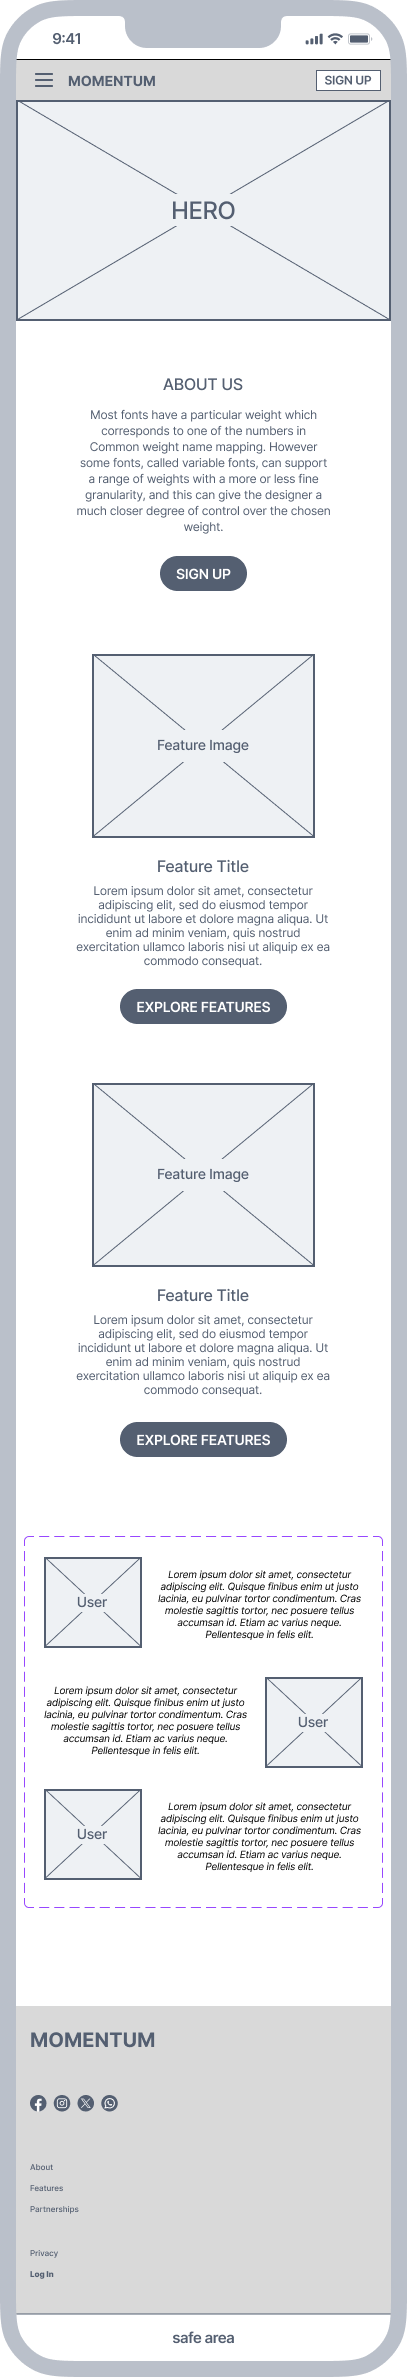 9:41
MOMENTUM
SIGN UP
HERO
ABOUT US
Most fonts have a particular weight which
corresponds to one of the numbers in
Common weight name mapping. However
some fonts, called variable fonts, can support
a range of weights with a more or less fine
granularity, and this can give the designer a
much closer degree of control over the chosen
weight.
SIGN UP
Feature Image
Feature Title
Lorem ipsum dolor sit amet, consectetur
adipiscing elit, sed do eiusmod tempor
incididunt ut labore et dolore magna aliqua. Ut
enim ad minim veniam, quis nostrud
exercitation ullamco laboris nisi ut aliquip ex ea
commodo consequat.
EXPLORE FEATURES
Feature Image
Feature Title
Lorem ipsum dolor sit amet, consectetur
adipiscing elit, sed do eiusmod tempor
incididunt ut labore et dolore magna aliqua. Ut
enim ad minim veniam, quis nostrud
exercitation ullamco laboris nisi ut aliquip ex ea
commodo consequat.
EXPLORE FEATURES
User
Lorem ipsum dolor sit amet, consectetur
adipiscing elit. Quisque finibus enim ut justo
lacinia, eu pulvinar tortor condimentum. Cras
molestie sagittis tortor, nec posuere tellus
accumsan id. Etiam ac varius neque.
Pellentesque in felis elit.
Lorem ipsum dolor sit amet, consectetur
adipiscing elit. Quisque finibus enim ut justo
lacinia, eu pulvinar tortor condimentum. Cras
molestie sagittis tortor, nec posuere tellus
accumsan id. Etiam ac varius neque.
Pellentesque in felis elit.
User
User
Lorem ipsum dolor sit amet, consectetur
adipiscing elit. Quisque finibus enim ut justo
lacinia, eu pulvinar tortor condimentum. Cras
molestie sagittis tortor, nec posuere tellus
accumsan id. Etiam ac varius neque.
Pellentesque in felis elit.
MOMENTUM
About
Features
Partnerships
Privacy
Log In
safe area